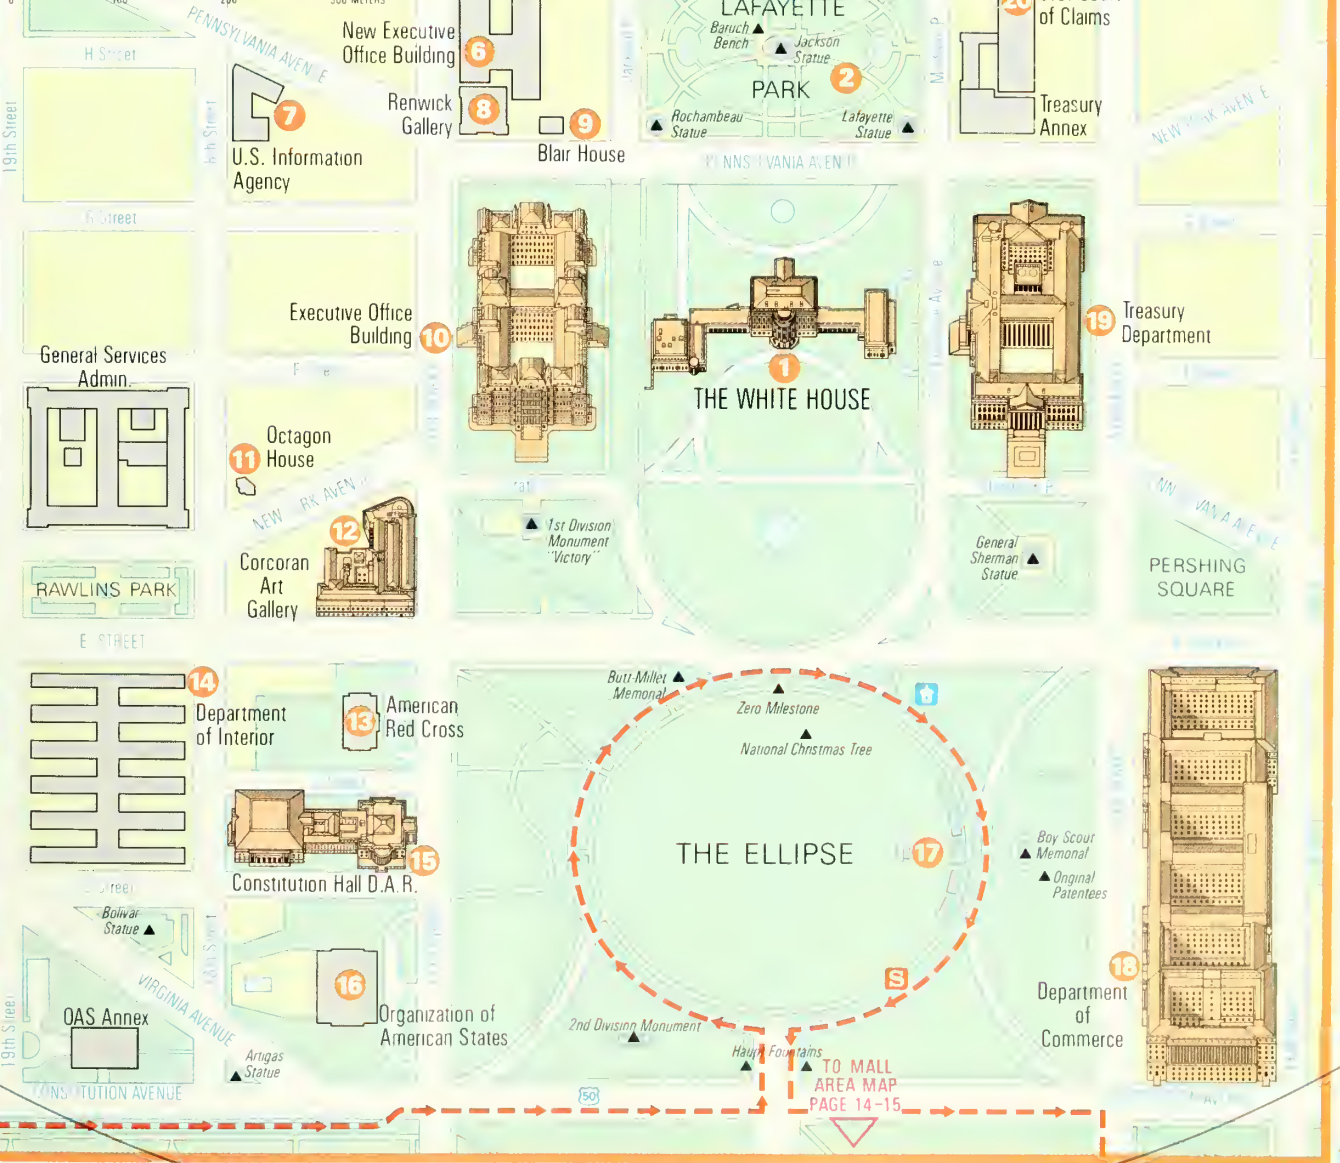 LAFAYETTE
PARK
Baruch
Bench
Jackson
Statue
2
Rochambeau
Statue
Lafayette
Statue
of Claims
20
Treasury
Annex
New Executive
Office Building
6
Renwick
Gallery
8
9
Blair House
7
U.S. Information
Agency
PENNSYLVANIA AVENUE
H Street
19th Street
G Street
Executive Office
Building
10
1
THE WHITE HOUSE
19
Treasury
Department
General Services
Admin.
Octagon
House
11
12
Corcoran
Art
Gallery
RAWLINS PARK
E STREET
1st Division
Monument
"Victory"
General
Sherman
Statue
PERSHING
SQUARE
14
Department
of Interior
13
American
Red Cross
15
Constitution Hall D.A.R.
Butt-Millet
Memorial
Zero Milestone
National Christmas Tree
THE ELLIPSE
17
Boy Scout
Memorial
Original
Patentees
S
18
Department
of
Commerce
Bolivar
Statue
VIRGINIA AVENUE
16
Organization of
American States
OAS Annex
19th Street
Artigas
Statue
2nd Division Monument
Haupt Fountains
TO MALL
AREA MAP
PAGE 14-15
50